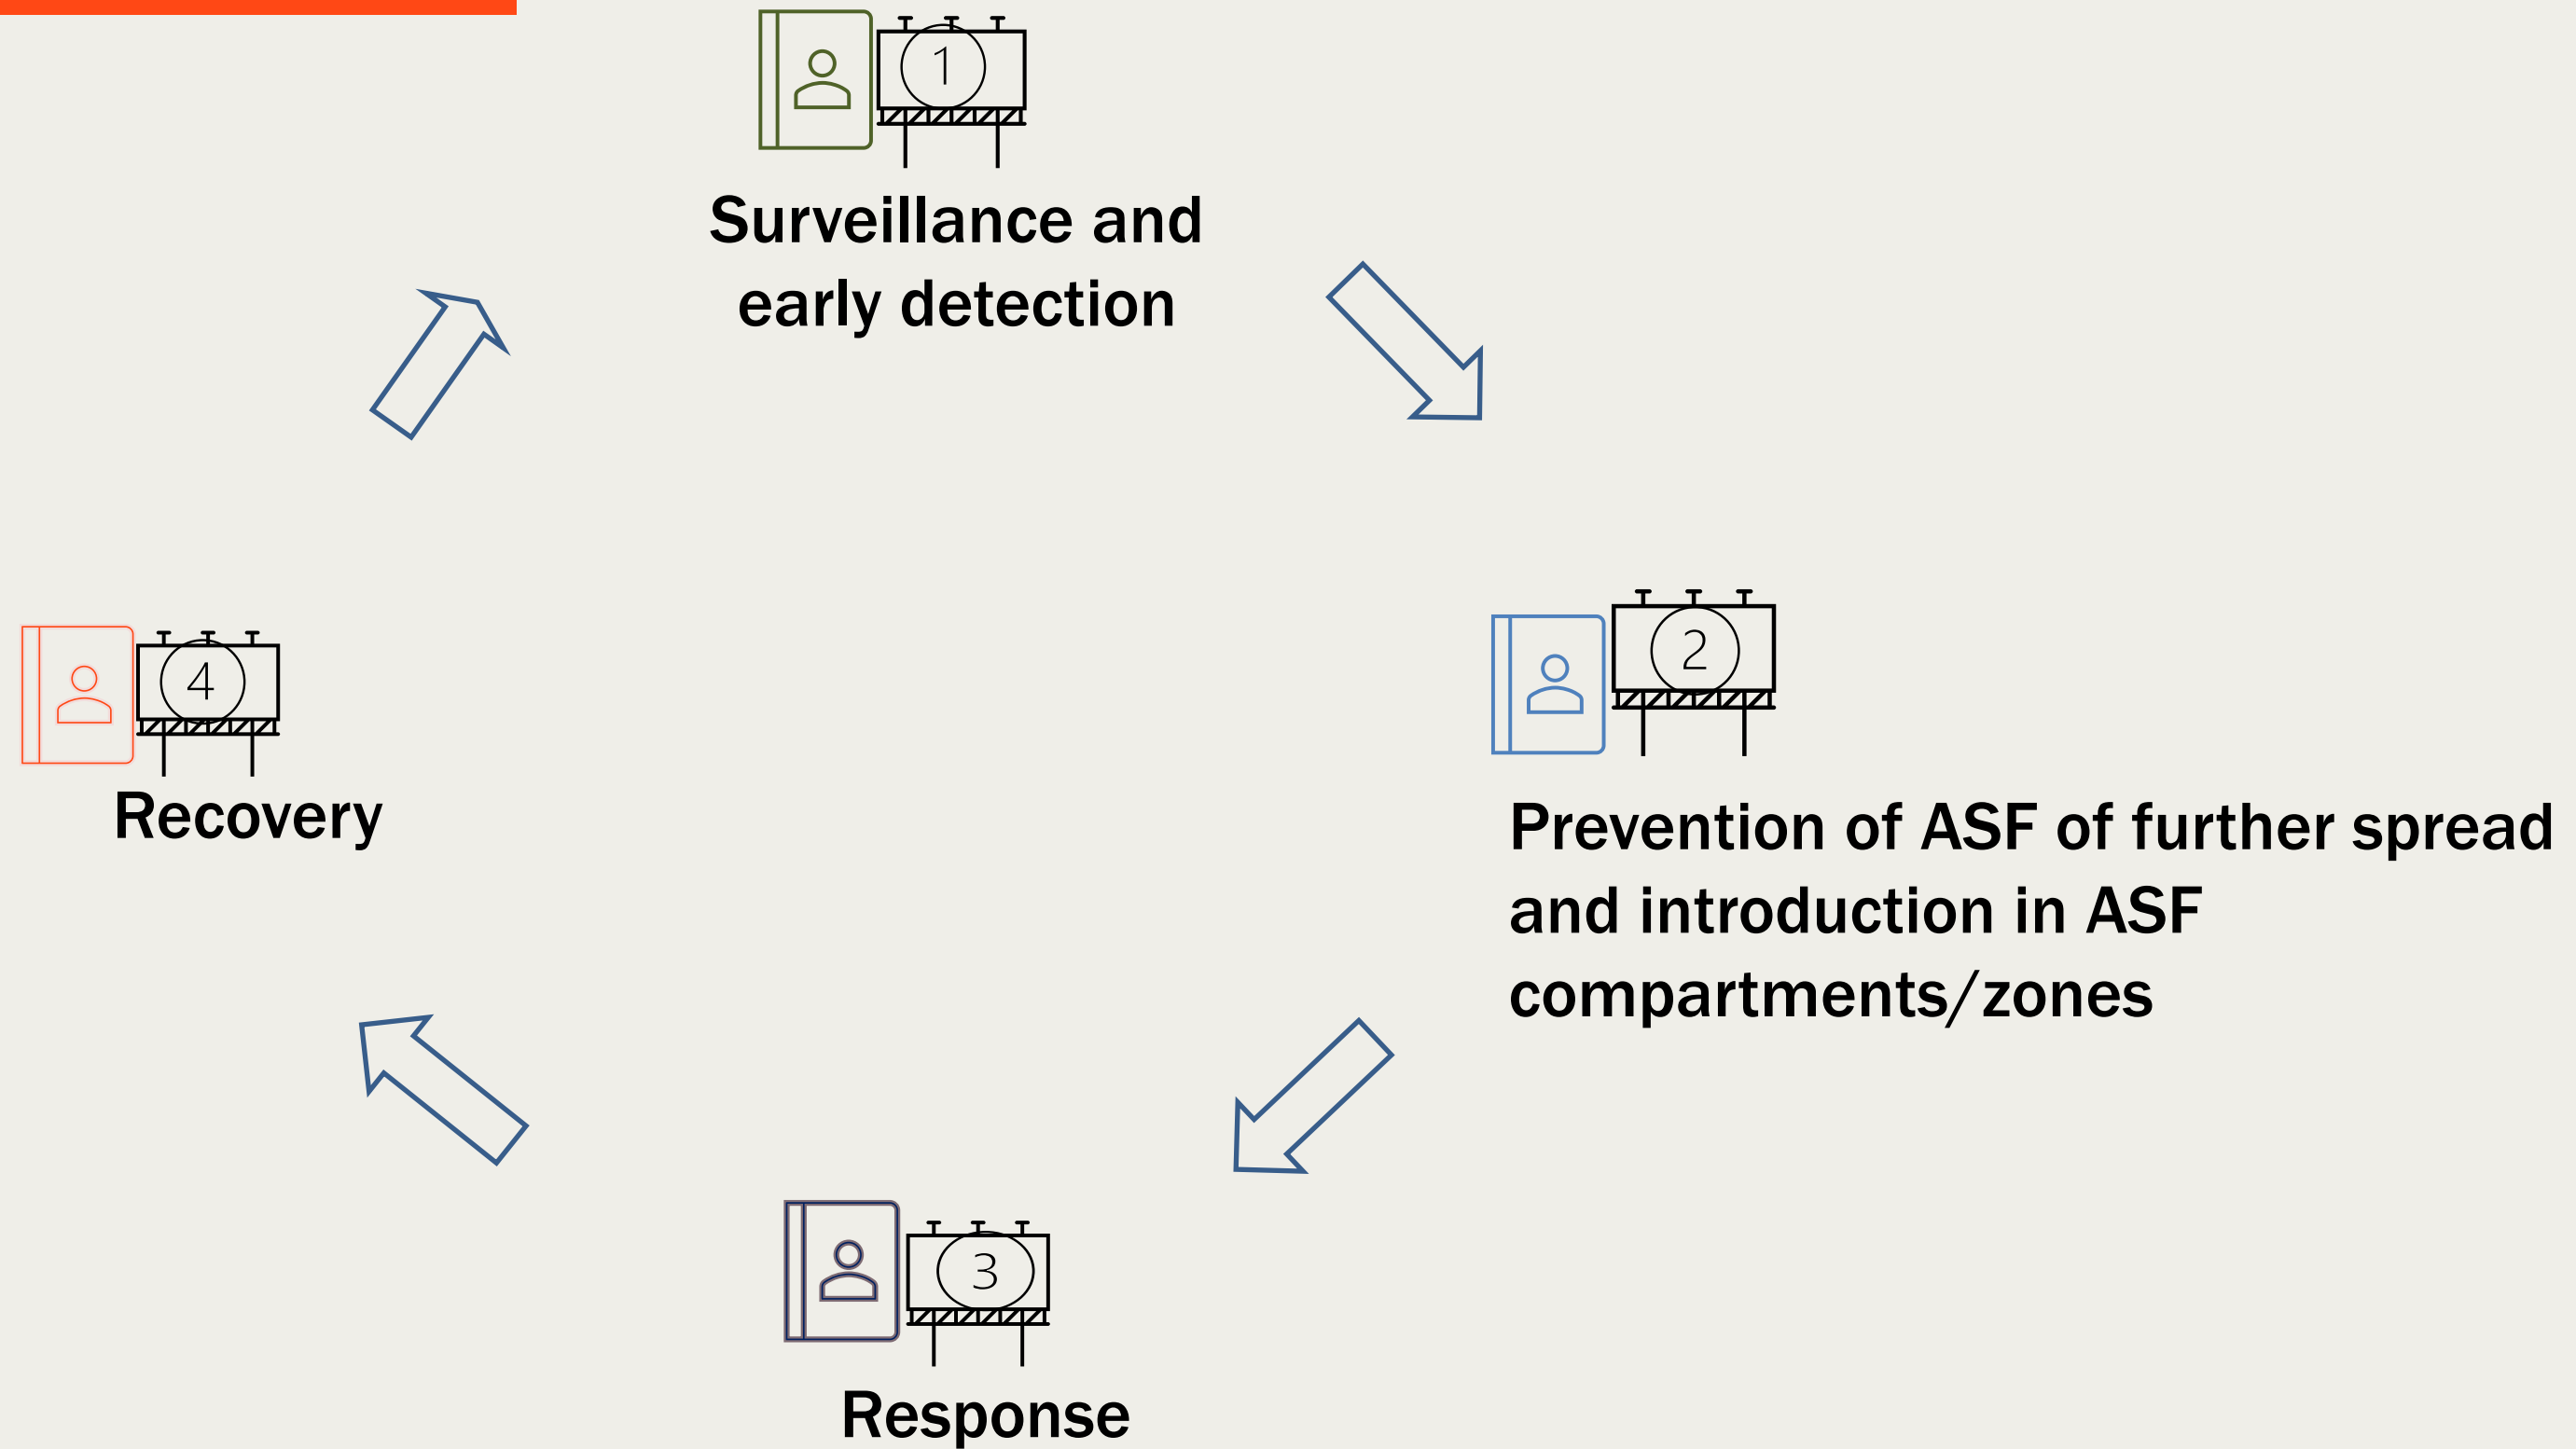 1
Surveillance and
early detection
2
Prevention of ASF of further spread
and introduction in ASF
compartments/zones
3
Response
4
Recovery